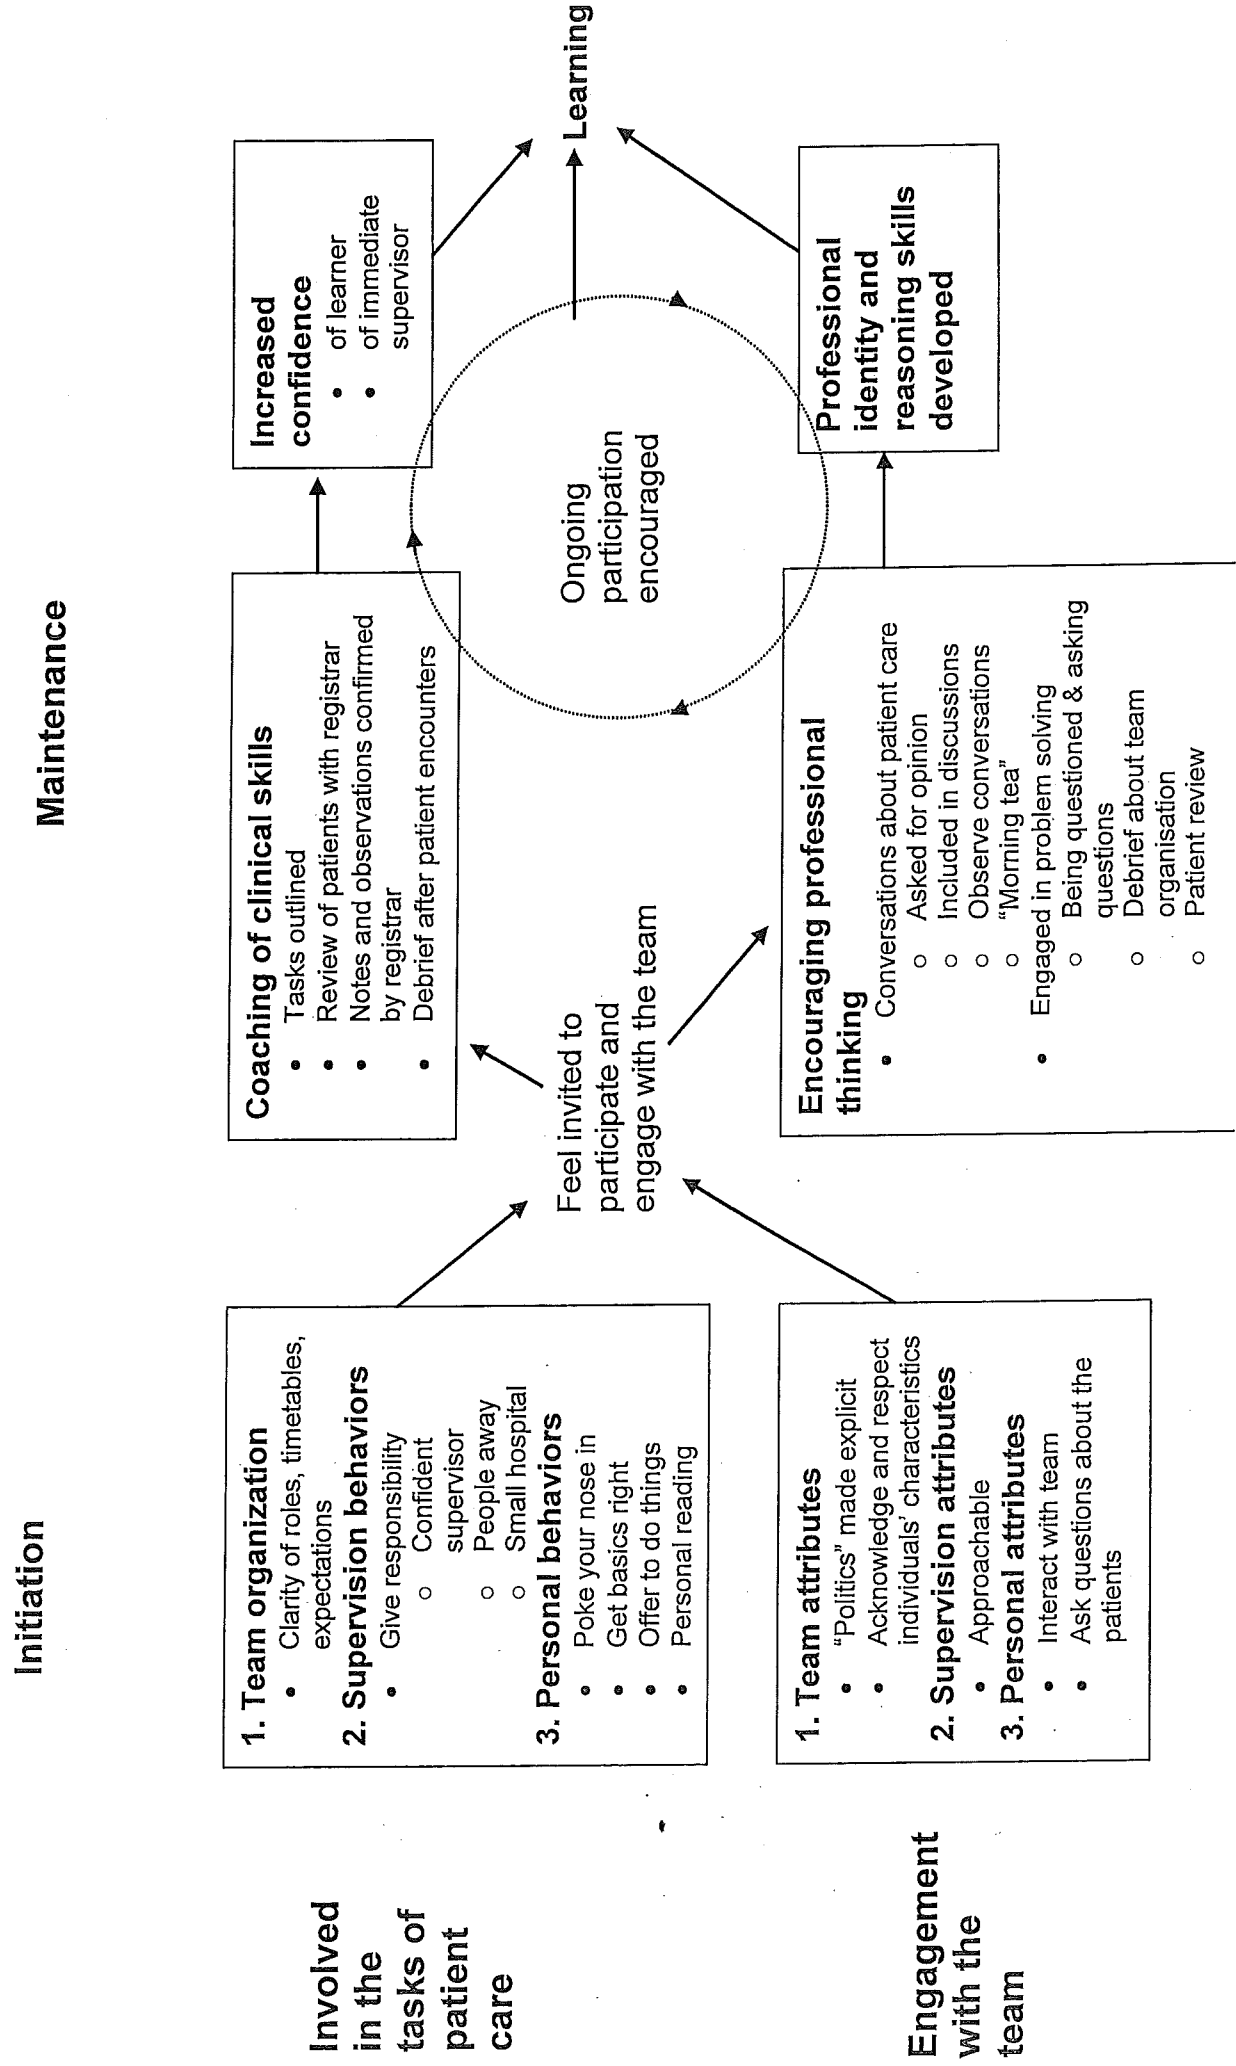 Initiation
Maintenance
Involved
in the
tasks of
patient
care
1. Team organization
• Clarity of roles, timetables,
expectations
2. Supervision behaviors
• Give responsibility
○ Confident
supervisor
○ People away
○ Small hospital
3. Personal behaviors
• Poke your nose in
• Get basics right
• Offer to do things
• Personal reading
Coaching of clinical skills
• Tasks outlined
• Review of patients with registrar
• Notes and observations confirmed
by registrar
• Debrief after patient encounters
Increased
confidence
• of learner
• of immediate
supervisor
Feel invited to
participate and
engage with the team
Ongoing
participation
encouraged
Learning
Engagement
with the
team
1. Team attributes
• “Politics” made explicit
• Acknowledge and respect
individuals’ characteristics
2. Supervision attributes
• Approachable
3. Personal attributes
• Interact with team
• Ask questions about the
patients
Encouraging professional
thinking
• Conversations about patient care
○ Asked for opinion
○ Included in discussions
○ Observe conversations
○ “Morning tea”
• Engaged in problem solving
○ Being questioned & asking
questions
○ Debrief about team
organisation
○ Patient review
Professional
identity and
reasoning skills
developed